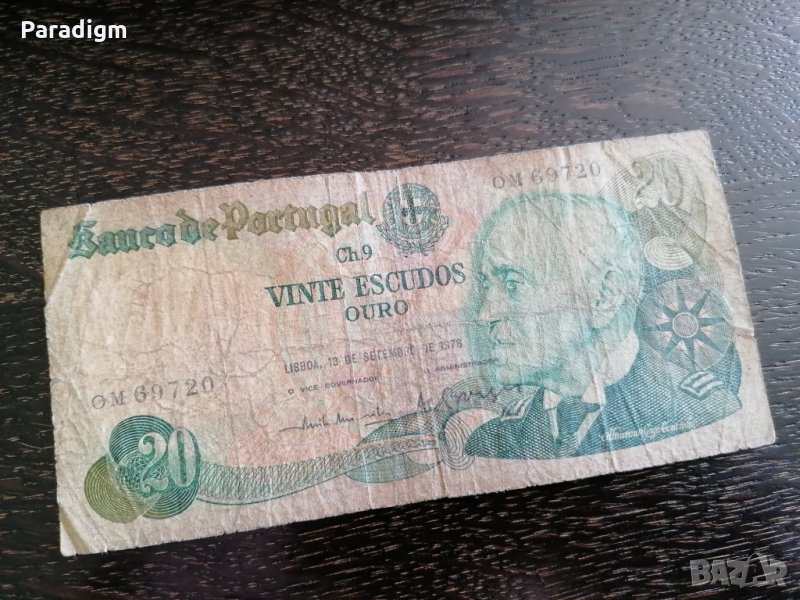 Paradigm
OM 69720
20
Banco de Portugal
Ch.9
VINTE ESCUDOS
OURO
LISBOA, 13 DE SETEMBRO DE 1978
O VICE-GOVERNADOR O ADMINISTRADOR
OM 69720
20
BAZAR